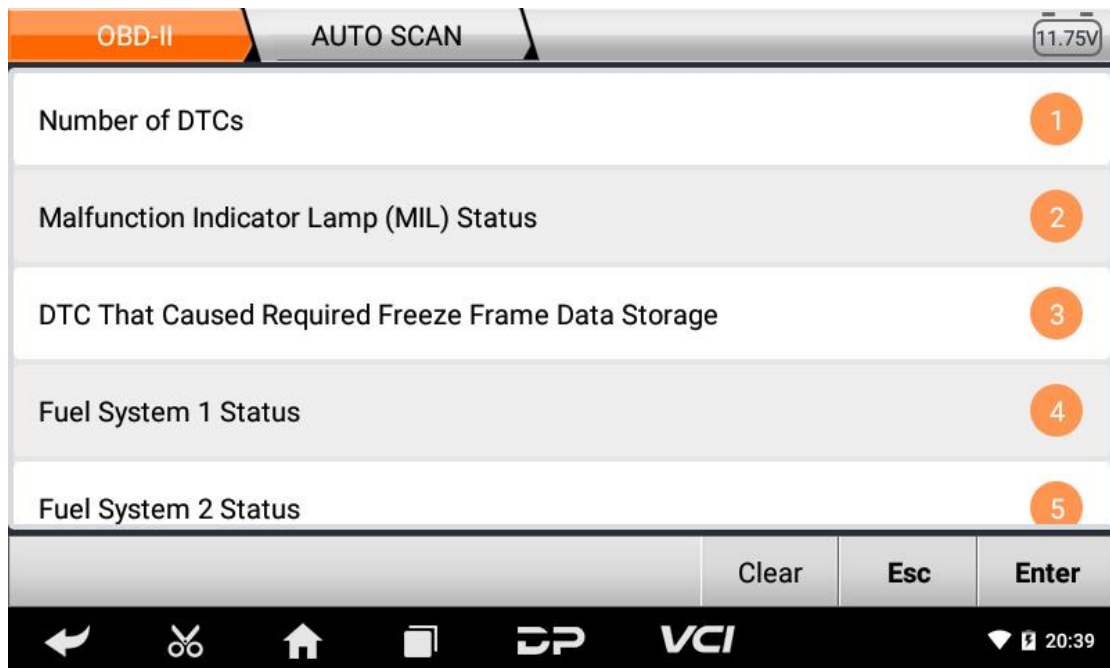 OBD-II
AUTO SCAN
11.75V
Number of DTCs
1
Malfunction Indicator Lamp (MIL) Status
2
DTC That Caused Required Freeze Frame Data Storage
3
Fuel System 1 Status
4
Fuel System 2 Status
5
Clear
Esc
Enter
DP
VCI
20:39